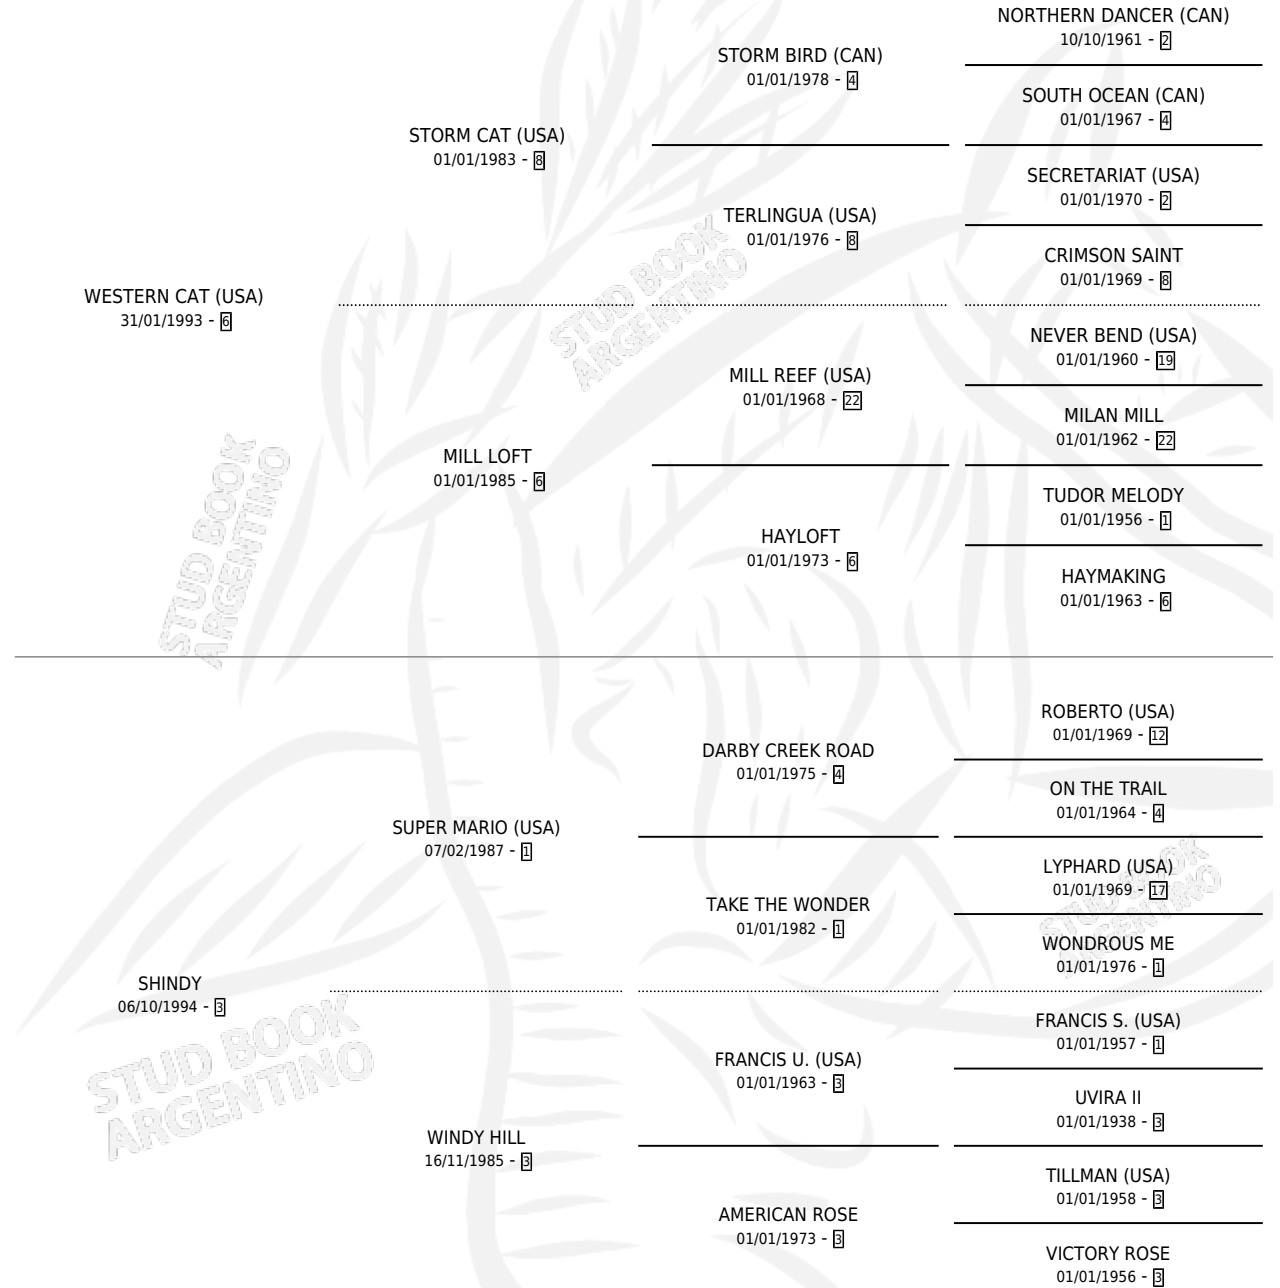 NORTHERN DANCER (CAN)
10/10/1961 - 2
STORM BIRD (CAN)
01/01/1978 - 4
SOUTH OCEAN (CAN)
01/01/1967 - 4
STORM CAT (USA)
01/01/1983 - 8
SECRETARIAT (USA)
01/01/1970 - 2
TERLINGUA (USA)
01/01/1976 - 8
CRIMSON SAINT
01/01/1969 - 8
WESTERN CAT (USA)
31/01/1993 - 6
STUD BOOK
ARGENTINO
NEVER BEND (USA)
01/01/1960 - 19
MILL REEF (USA)
01/01/1968 - 22
MILAN MILL
01/01/1962 - 22
MILL LOFT
01/01/1985 - 6
TUDOR MELODY
01/01/1956 - 1
HAYLOFT
01/01/1973 - 6
HAYMAKING
01/01/1963 - 6
STUD BOOK
ARGENTINO
ROBERTO (USA)
01/01/1969 - 12
DARBY CREEK ROAD
01/01/1975 - 4
ON THE TRAIL
01/01/1964 - 4
SUPER MARIO (USA)
07/02/1987 - 1
LYPHARD (USA)
01/01/1969 - 17
TAKE THE WONDER
01/01/1982 - 1
WONDROUS ME
01/01/1976 - 1
STUD BOOK
ARGENTINO
SHINDY
06/10/1994 - 3
FRANCIS S. (USA)
01/01/1957 - 1
FRANCIS U. (USA)
01/01/1963 - 3
UVIRA II
01/01/1938 - 3
STUD BOOK
ARGENTINO
WINDY HILL
16/11/1985 - 3
TILLMAN (USA)
01/01/1958 - 3
AMERICAN ROSE
01/01/1973 - 3
VICTORY ROSE
01/01/1956 - 3